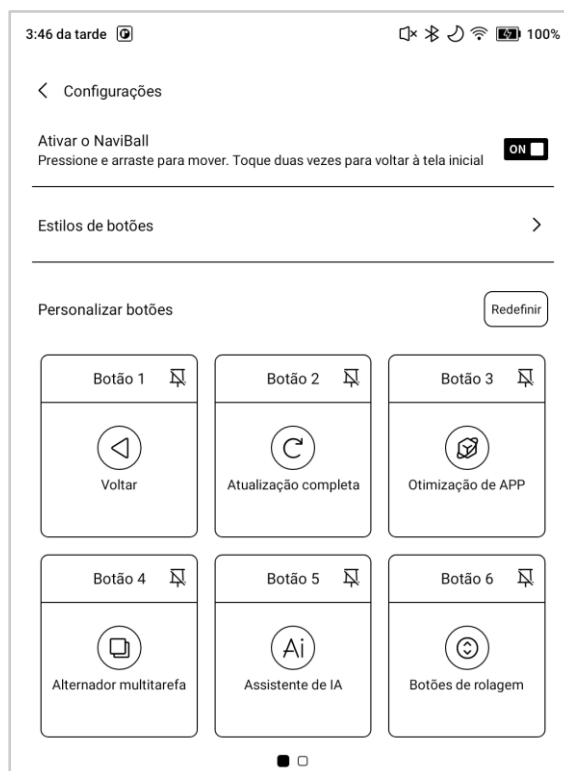 3:46 da tarde 100%
Configurações
Ativar o NaviBall
Pressione e arraste para mover. Toque duas vezes para voltar à tela inicial
ON
Estilos de botões
Personalizar botões Redefinir
Botão 1 Botão 2 Botão 3
Voltar Atualização completa Otimização de APP
Botão 4 Botão 5 Botão 6
Ai
Alternador multitarefa Assistente de IA Botões de rolagem